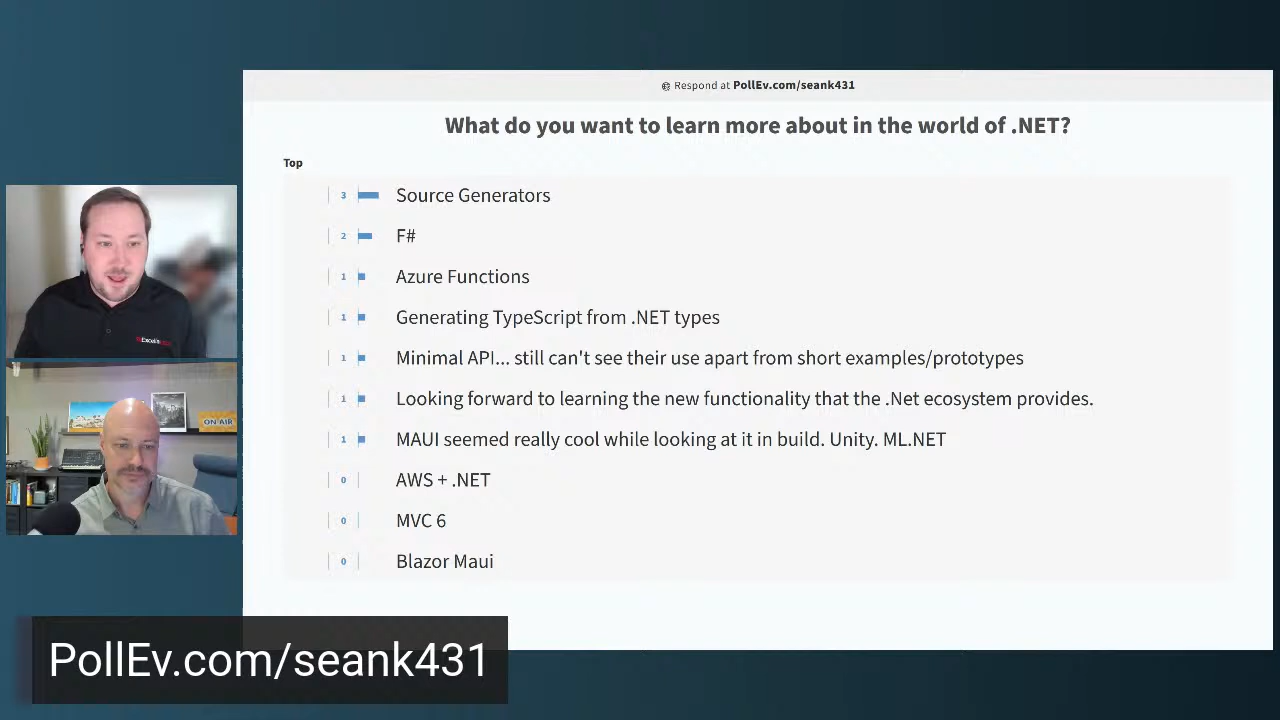 Respond at PollEv.com/seank431
What do you want to learn more about in the world of .NET?
Top
3 Source Generators
2 F#
1 Azure Functions
1 Generating TypeScript from .NET types
1 Minimal API... still can't see their use apart from short examples/prototypes
1 Looking forward to learning the new functionality that the .Net ecosystem provides.
1 MAUI seemed really cool while looking at it in build. Unity. ML.NET
0 AWS + .NET
0 MVC 6
0 Blazor Maui
ON AIR
PollEv.com/seank431